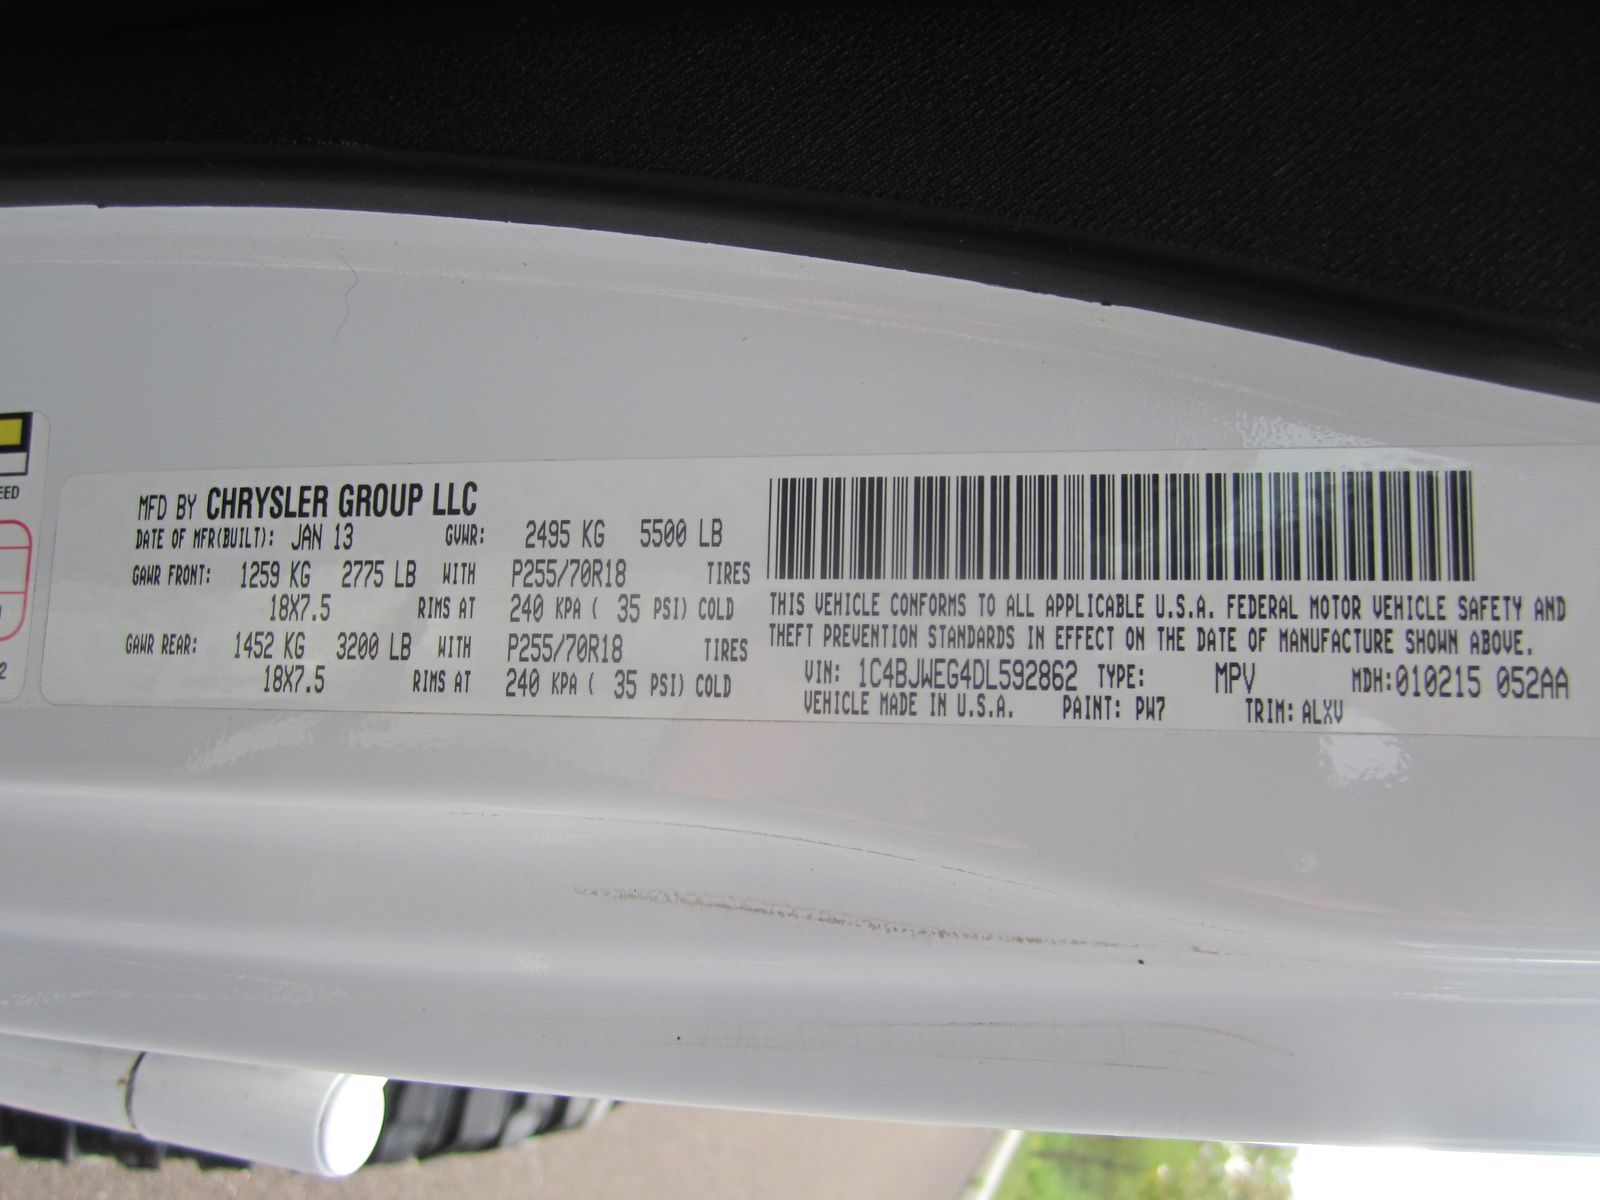 EED
2
MFD BY CHRYSLER GROUP LLC
DATE OF MFR(BUILT): JAN 13 GVWR: 2495 KG 5500 LB
GAWR FRONT: 1259 KG 2775 LB WITH P255/70R18 TIRES
18X7.5 RIMS AT 240 KPA ( 35 PSI) COLD
GAWR REAR: 1452 KG 3200 LB WITH P255/70R18 TIRES
18X7.5 RIMS AT 240 KPA ( 35 PSI) COLD
THIS VEHICLE CONFORMS TO ALL APPLICABLE U.S.A. FEDERAL MOTOR VEHICLE SAFETY AND
THEFT PREVENTION STANDARDS IN EFFECT ON THE DATE OF MANUFACTURE SHOWN ABOVE.
VIN: 1C4BJWEG4DL592862 TYPE: MPV MDH:010215 052AA
VEHICLE MADE IN U.S.A. PAINT: PW7 TRIM: ALXV